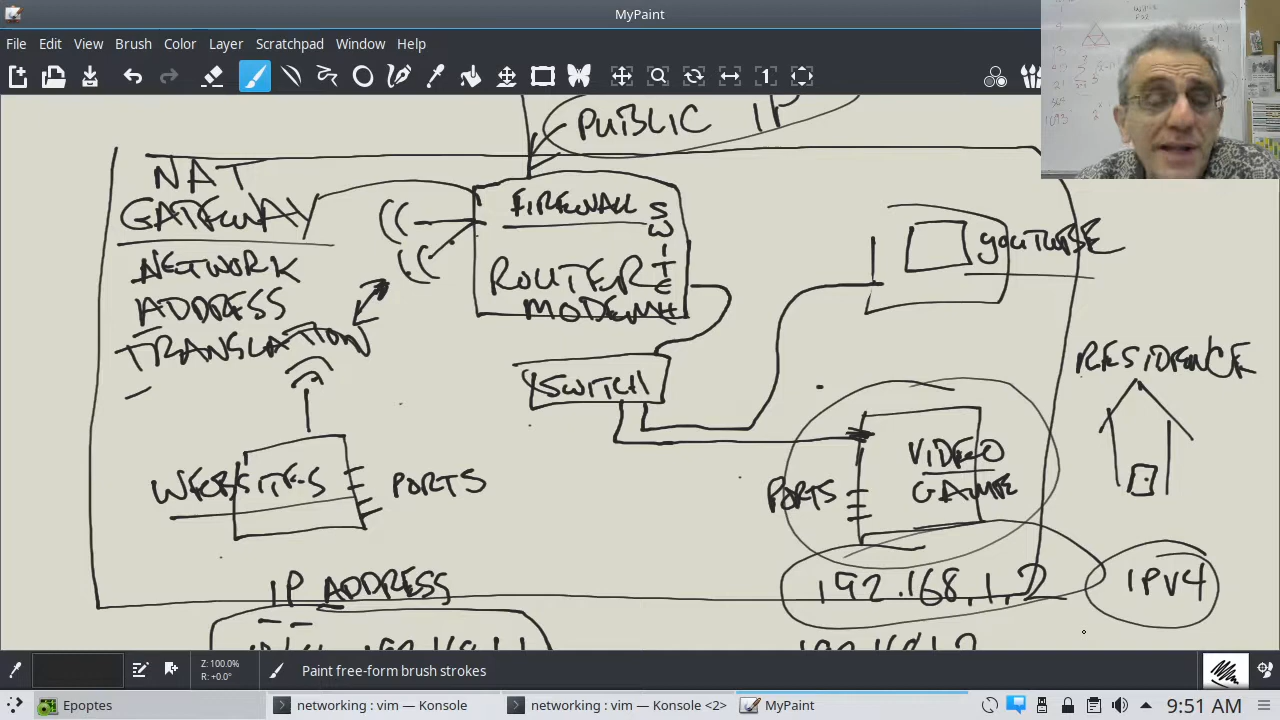 MyPaint
File Edit View Brush Color Layer Scratchpad Window Help
PUBLIC IP
NAT
GATEWAY
NETWORK
ADDRESS
TRANSLATION
FIREWALL
SWITCH
ROUTER
MODEM
SWITCH
YOUTUBE
RESIDENCE
WEBSITES
PORTS
PORTS
VIDEO
GAME
192.168.1.2
IPV4
IP ADDRESS
Z: 100.0%
R: +0.0°
Paint free-form brush strokes
Epoptes
networking : vim — Konsole
networking : vim — Konsole <2>
MyPaint
9:51 AM